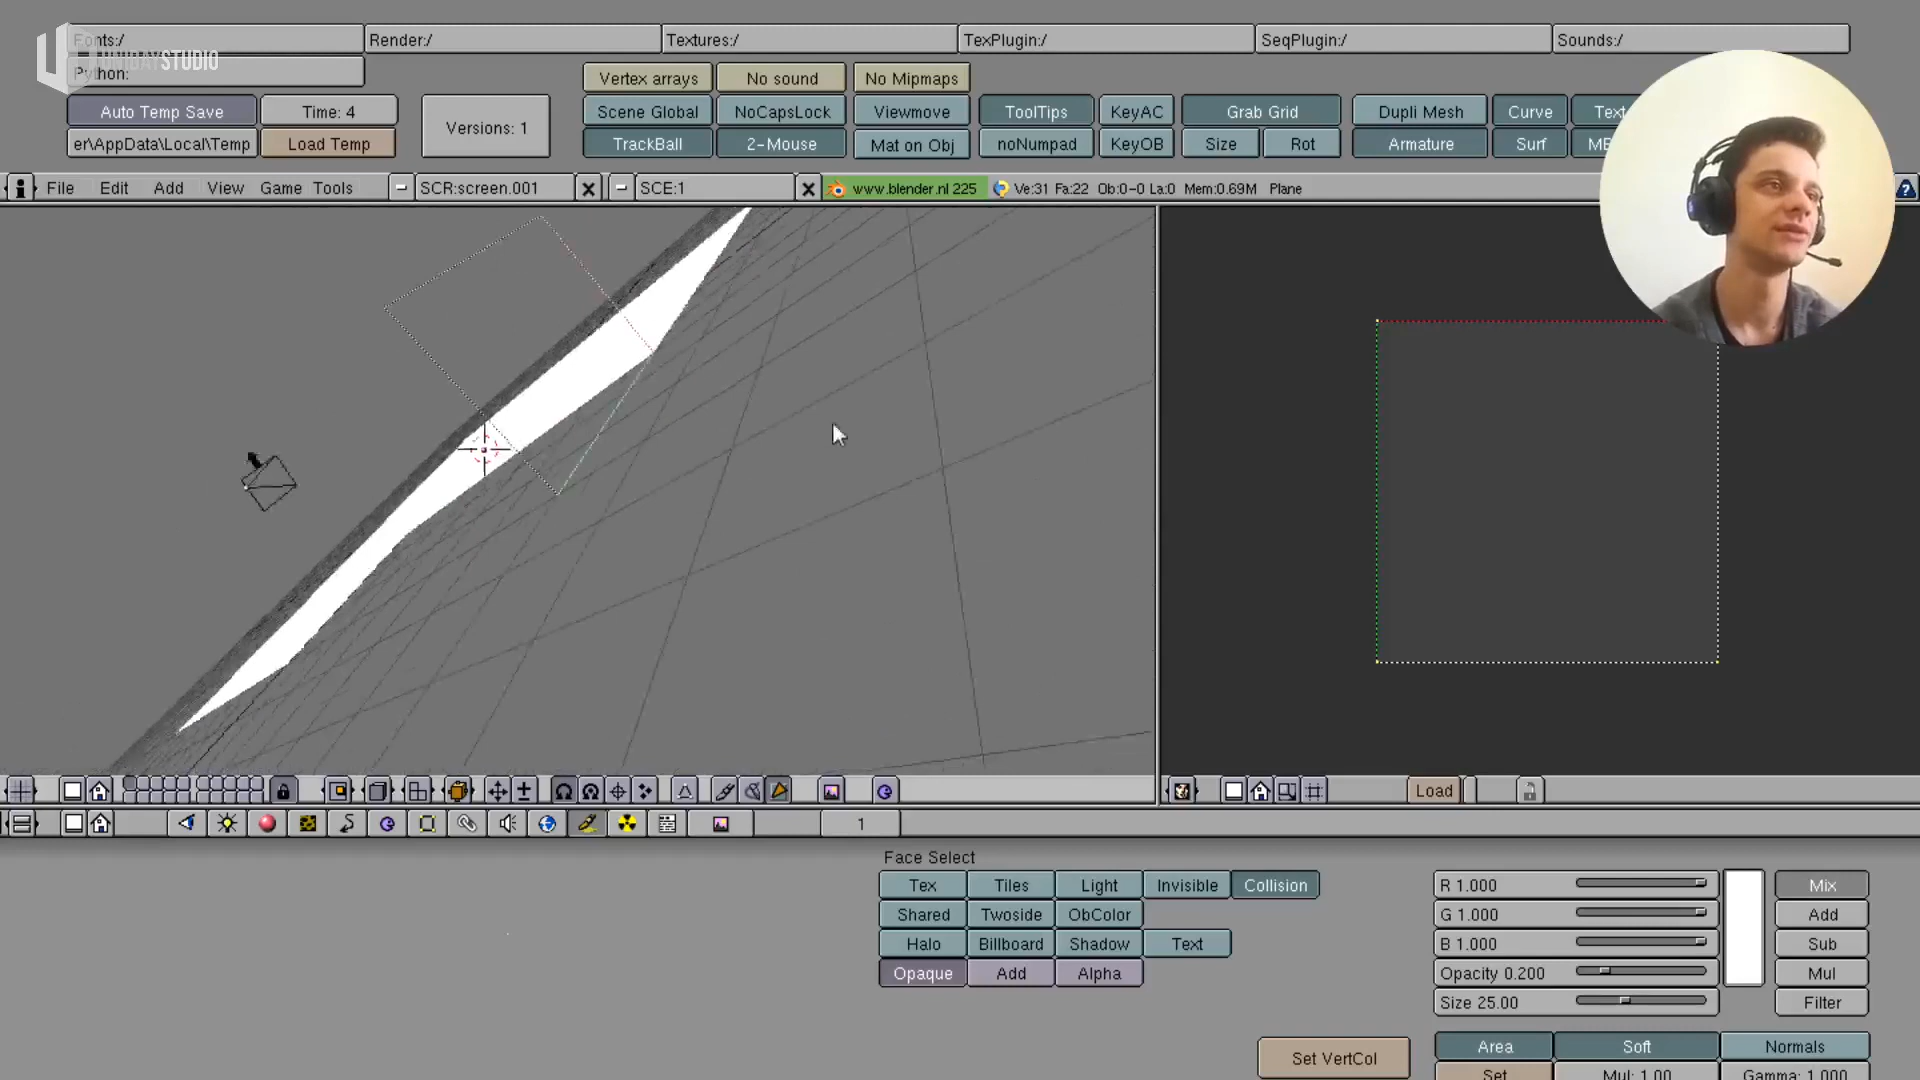 Fonts:/ Render:/ Textures:/ TexPlugin:/ SeqPlugin:/ Sounds:/
UNIDAYSTUDIO
Python:
Vertex arrays No sound No Mipmaps
Auto Temp Save Time: 4 Versions: 1 Scene Global NoCapsLock Viewmove ToolTips KeyAC Grab Grid Dupli Mesh Curve Text
er\AppData\Local\Temp Load Temp TrackBall 2-Mouse Mat on Obj noNumpad KeyOB Size Rot Armature Surf
File Edit Add View Game Tools SCR:screen.001 SCE:1 www.blender.nl 225 Ve:31 Fa:22 Ob:0-0 La:0 Mem:0.69M Plane
Load
1
Face Select
Tex Tiles Light Invisible Collision
Shared Twoside ObColor
Halo Billboard Shadow Text
Opaque Add Alpha
R 1.000 Mix
G 1.000 Add
B 1.000 Sub
Opacity 0.200 Mul
Size 25.00 Filter
Set VertCol
Area Soft Normals
Set Mul: 1.00 Gamma: 1.000